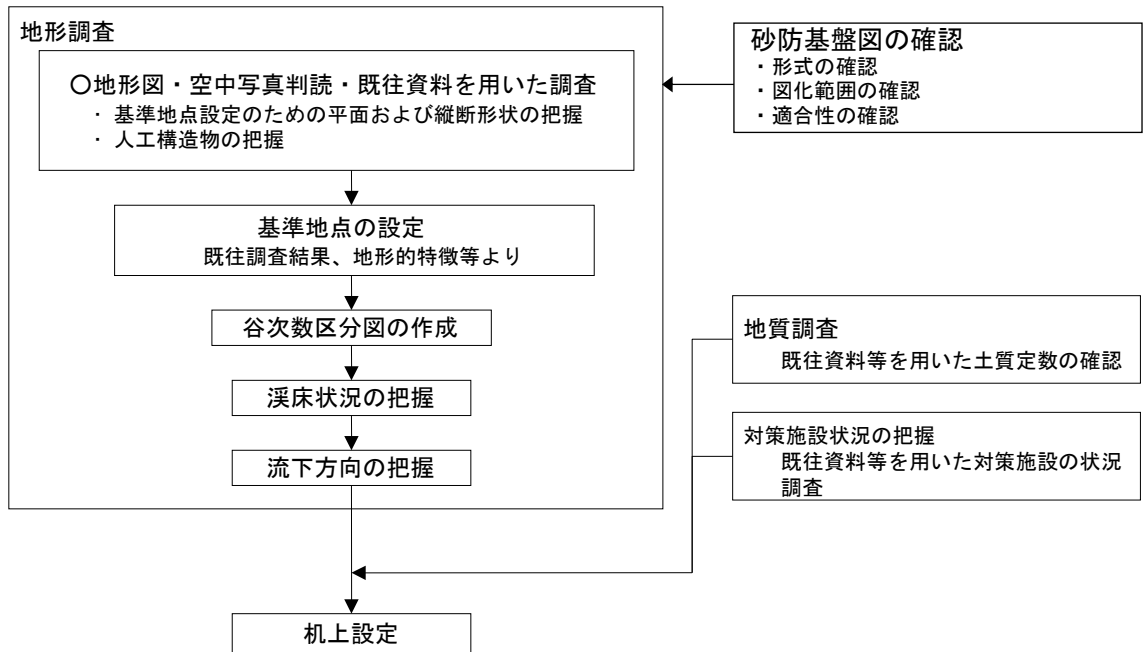 地形調査
〇地形図・空中写真判読・既往資料を用いた調査
・ 基準地点設定のための平面および縦断形状の把握
・ 人工構造物の把握
基準地点の設定
既往調査結果、地形的特徴等より
谷次数区分図の作成
渓床状況の把握
流下方向の把握
机上設定
砂防基盤図の確認
・形式の確認
・図化範囲の確認
・適合性の確認
地質調査
既往資料等を用いた土質定数の確認
対策施設状況の把握
既往資料等を用いた対策施設の状況
調査